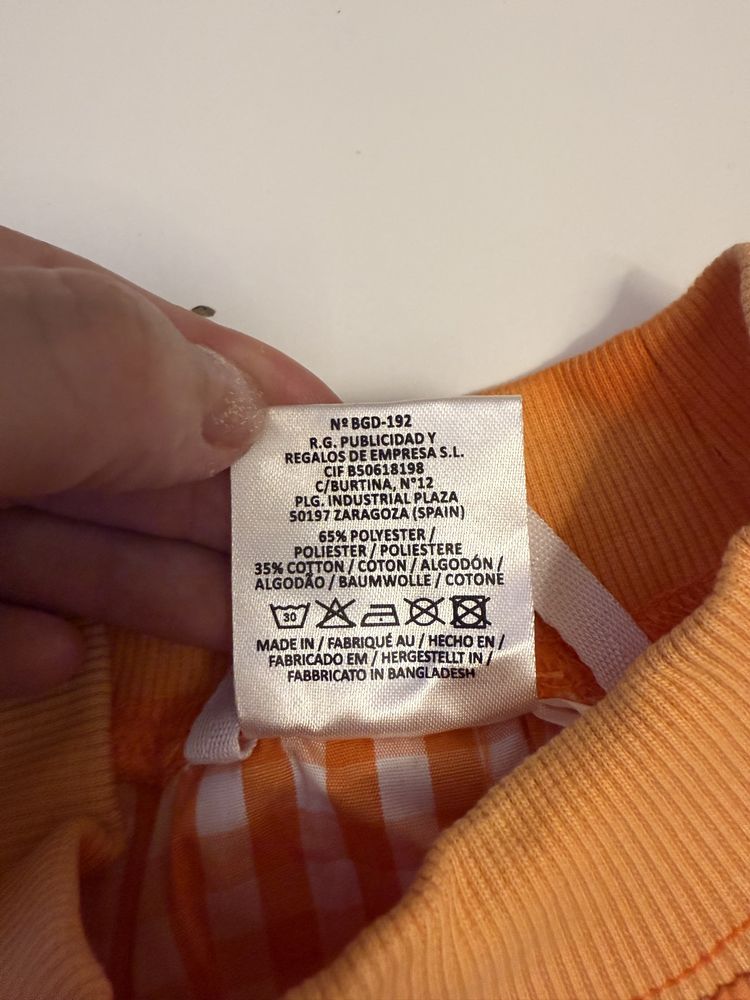 Nº BGD-192
R.G. PUBLICIDAD Y
REGALOS DE EMPRESA S.L.
CIF B50618198
C/BURTINA, Nº12
PLG. INDUSTRIAL PLAZA
50197 ZARAGOZA (SPAIN)
65% POLYESTER /
POLIESTER / POLIESTERE
35% COTTON / COTON / ALGODÓN /
ALGODÃO / BAUMWOLLE / COTONE
30
MADE IN / FABRIQUÉ AU / HECHO EN /
FABRICADO EM / HERGESTELLT IN /
FABBRICATO IN BANGLADESH